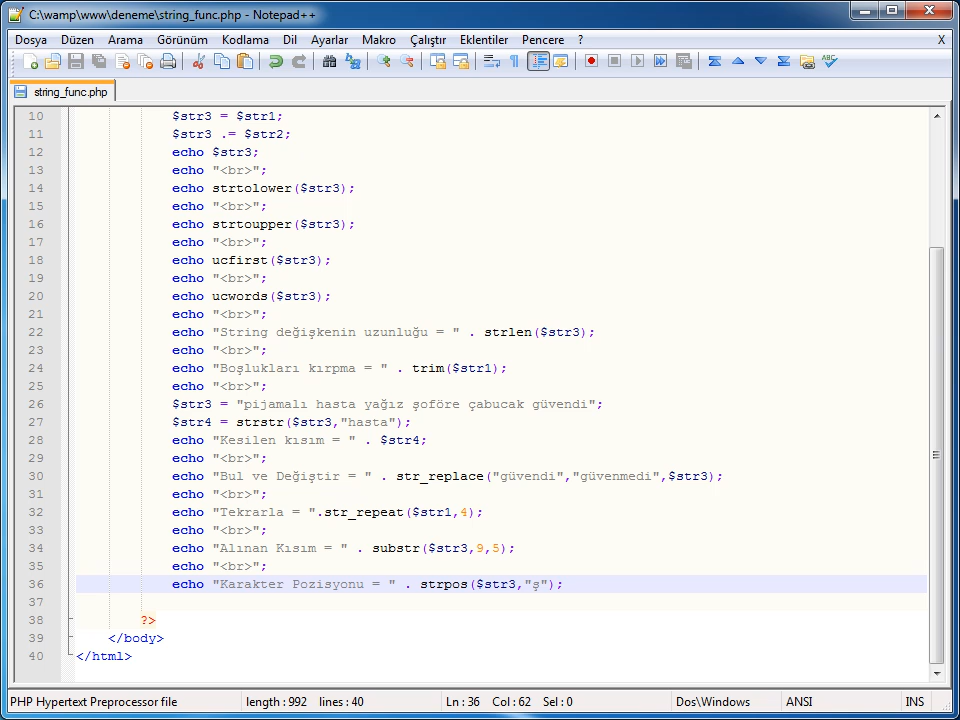 C:\wamp\www\deneme\string_func.php - Notepad++
Dosya Düzen Arama Görünüm Kodlama Dil Ayarlar Makro Çalıştır Eklentiler Pencere ? X
string_func.php
10 $str3 = $str1;
11 $str3 .= $str2;
12 echo $str3;
13 echo "<br>";
14 echo strtolower($str3);
15 echo "<br>";
16 echo strtoupper($str3);
17 echo "<br>";
18 echo ucfirst($str3);
19 echo "<br>";
20 echo ucwords($str3);
21 echo "<br>";
22 echo "String değişkenin uzunluğu = " . strlen($str3);
23 echo "<br>";
24 echo "Boşlukları kırpma = " . trim($str1);
25 echo "<br>";
26 $str3 = "pijamalı hasta yağız şoföre çabucak güvendi";
27 $str4 = strstr($str3,"hasta");
28 echo "Kesilen kısım = " . $str4;
29 echo "<br>";
30 echo "Bul ve Değiştir = " . str_replace("güvendi","güvenmedi",$str3);
31 echo "<br>";
32 echo "Tekrarla = ".str_repeat($str1,4);
33 echo "<br>";
34 echo "Alınan Kısım = " . substr($str3,9,5);
35 echo "<br>";
36 echo "Karakter Pozisyonu = " . strpos($str3,"ş");
37
38 ?>
39 </body>
40 </html>
PHP Hypertext Preprocessor file length : 992 lines : 40 Ln : 36 Col : 62 Sel : 0 Dos\Windows ANSI INS